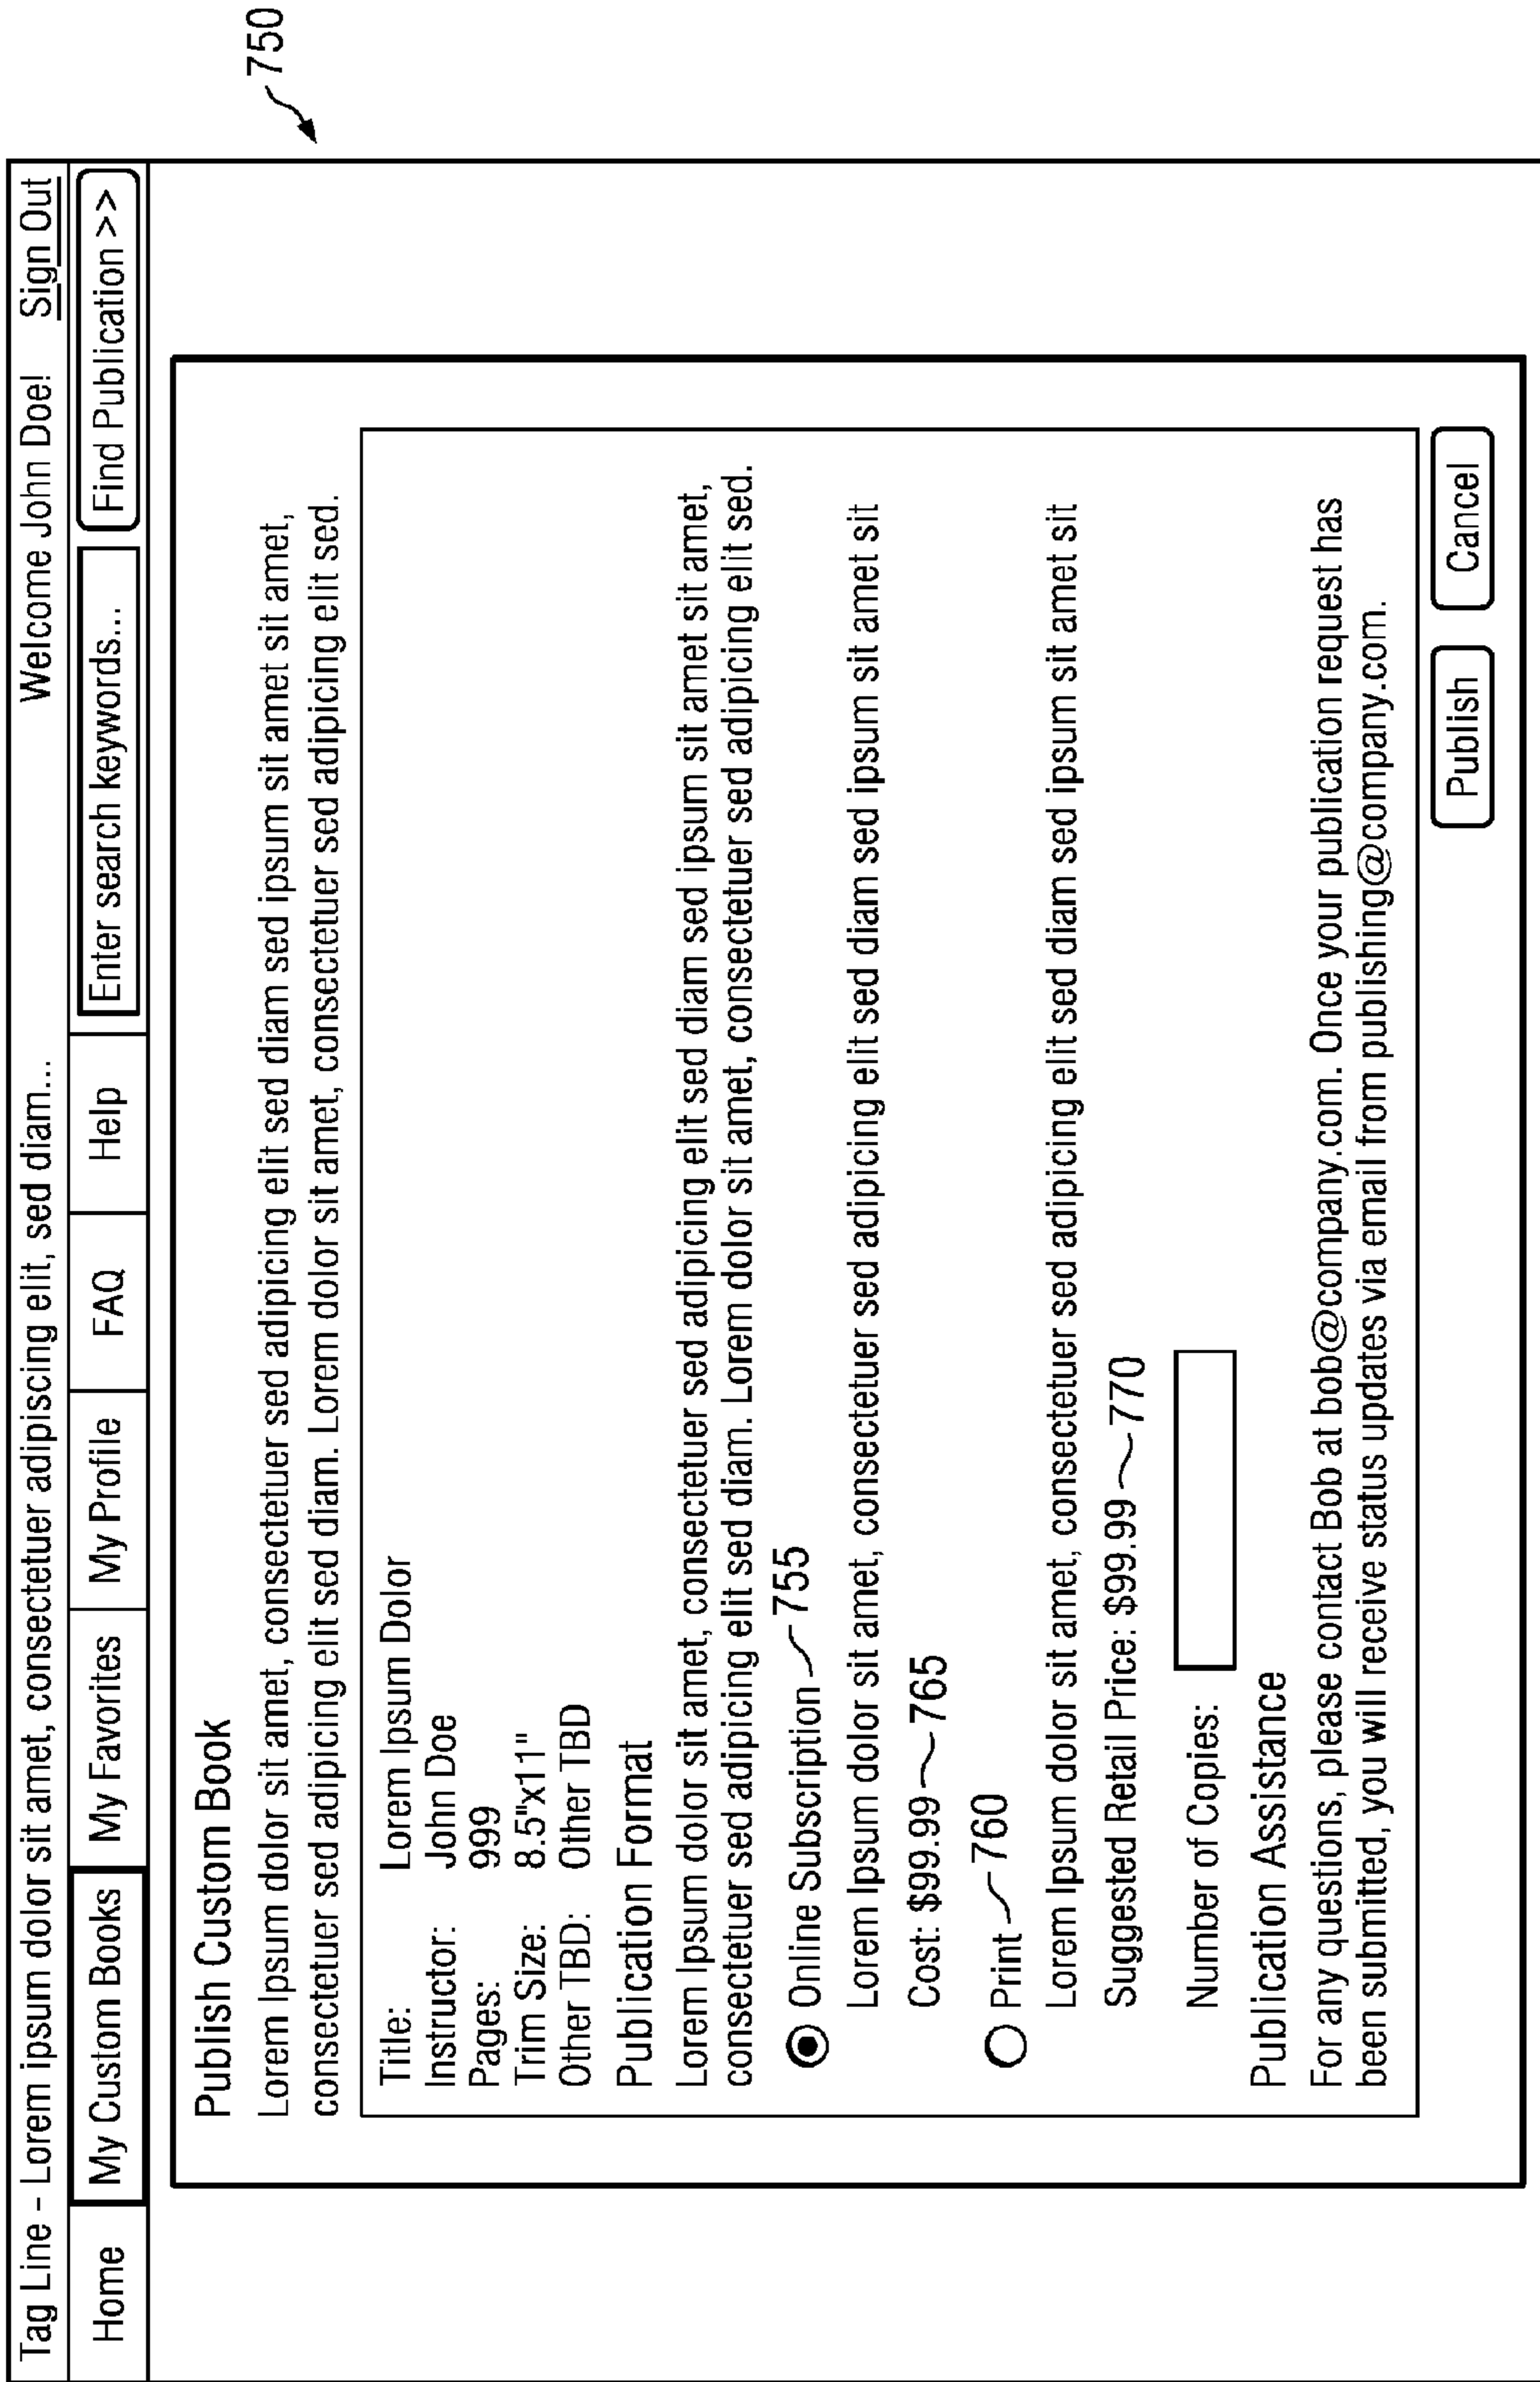 Tag Line – Lorem ipsum dolor sit amet, consectetuer adipiscing elit, sed diam... Welcome John Doe! Sign Out
Home My Custom Books My Favorites My Profile FAQ Help Enter search keywords... Find Publication >>
750
Publish Custom Book
Lorem Ipsum dolor sit amet, consectetuer sed adipicing elit sed diam sed ipsum sit amet sit amet,
consectetuer sed adipicing elit sed diam. Lorem dolor sit amet, consectetuer sed adipicing elit sed.
Title: Lorem Ipsum Dolor
Instructor: John Doe
Pages: 999
Trim Size: 8.5"x11"
Other TBD: Other TBD
Publication Format
Lorem Ipsum dolor sit amet, consectetuer sed adipicing elit sed diam sed ipsum sit amet sit amet,
consectetuer sed adipicing elit sed diam. Lorem dolor sit amet, consectetuer sed adipicing elit sed.
Online Subscription 755
Lorem Ipsum dolor sit amet, consectetuer sed adipicing elit sed diam sed ipsum sit amet sit
Cost: $99.99 765
Print 760
Lorem Ipsum dolor sit amet, consectetuer sed adipicing elit sed diam sed ipsum sit amet sit
Suggested Retail Price: $99.99 770
Number of Copies:
Publication Assistance
For any questions, please contact Bob at bob@company.com. Once your publication request has
been submitted, you will receive status updates via email from publishing@company.com.
Publish Cancel